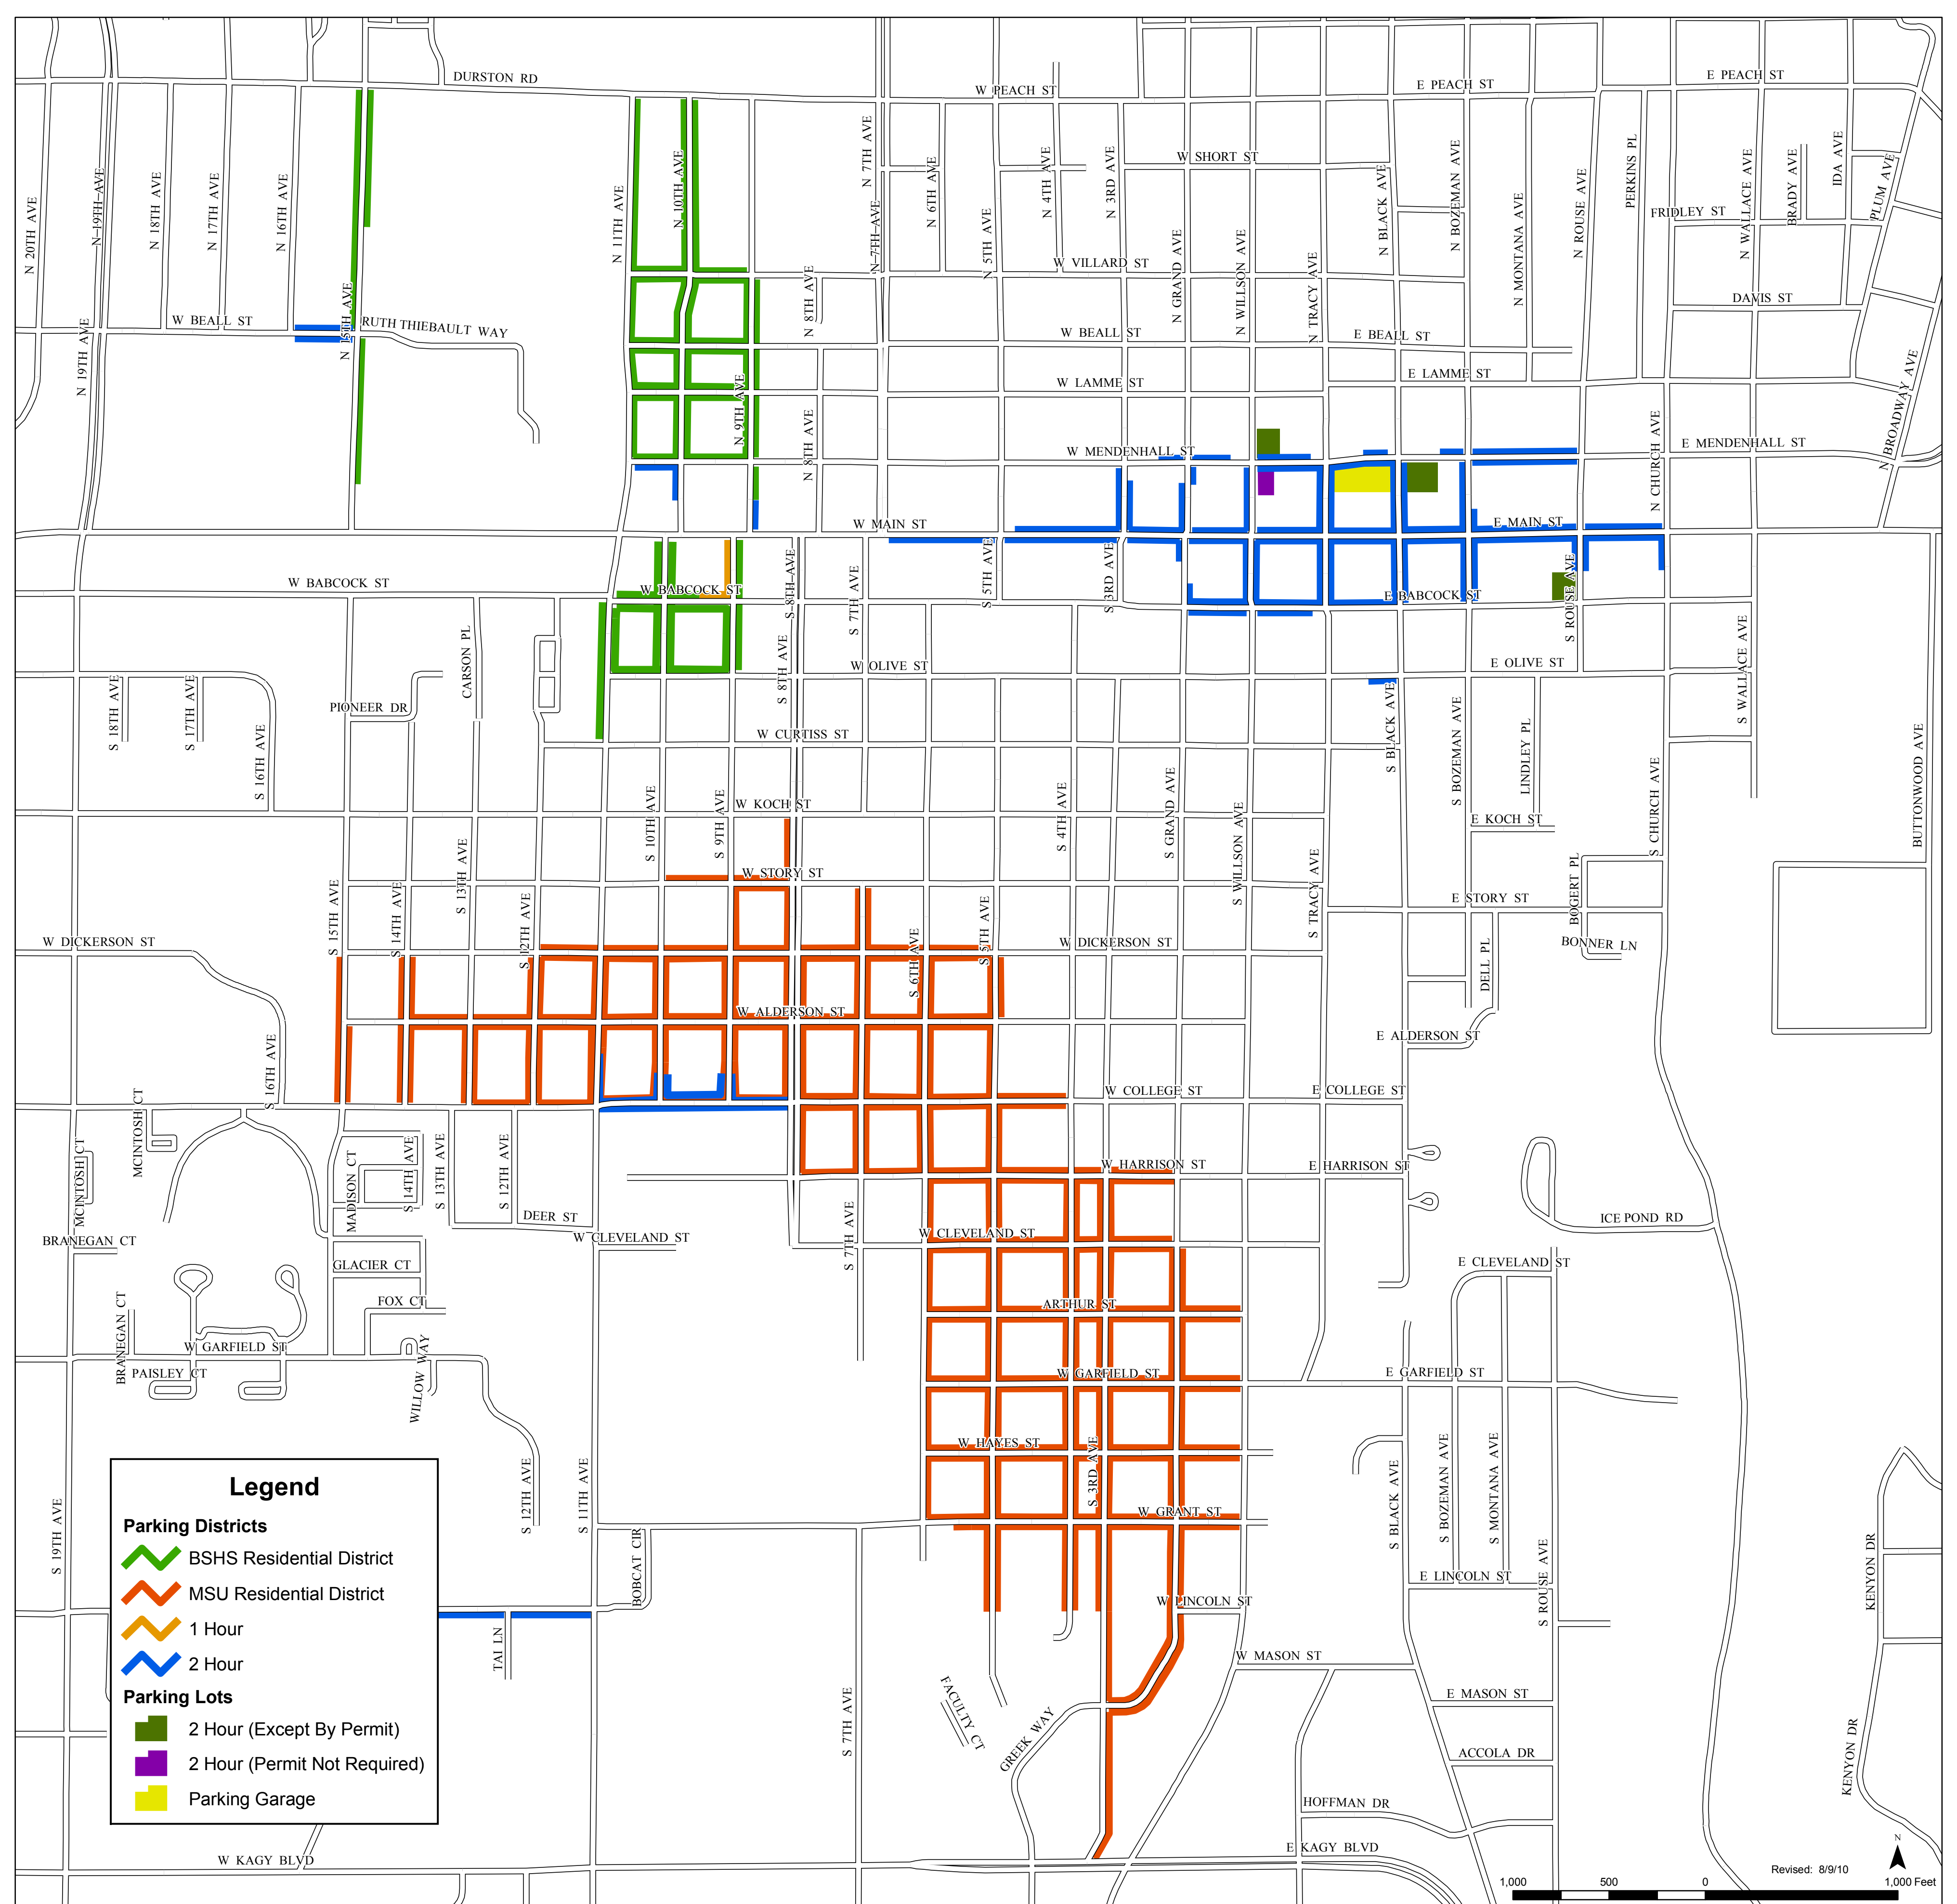 DURSTON RD
W PEACH ST
E PEACH ST
E PEACH ST
N 20TH AVE
N 19TH AVE
N 18TH AVE
N 17TH AVE
N 16TH AVE
N 11TH AVE
N 10TH AVE
N 7TH AVE
N 7TH AVE
N 6TH AVE
N 5TH AVE
N 4TH AVE
N 3RD AVE
W SHORT ST
N BLACK AVE
N BOZEMAN AVE
N MONTANA AVE
N ROUSE AVE
PERKINS PL
FRIDLEY ST
N WALLACE AVE
BRADY AVE
IDA AVE
PLUM AVE
W VILLARD ST
N GRAND AVE
N WILLSON AVE
N TRACY AVE
DAVIS ST
N 19TH AVE
W BEALL ST
N 15TH AVE
RUTH THIEBAULT WAY
N 8TH AVE
W BEALL ST
E BEALL ST
W LAMME ST
E LAMME ST
N 9TH AVE
N 8TH AVE
W MENDENHALL ST
E MENDENHALL ST
N CHURCH AVE
N BROADWAY AVE
W MAIN ST
E MAIN ST
W BABCOCK ST
W BABCOCK ST
E BABCOCK ST
S 8TH AVE
S 7TH AVE
S 5TH AVE
S 3RD AVE
S ROUSE AVE
CARSON PL
S 8TH AVE
W OLIVE ST
E OLIVE ST
S WALLACE AVE
S 18TH AVE
S 17TH AVE
S 16TH AVE
PIONEER DR
W CURTISS ST
S BLACK AVE
S BOZEMAN AVE
LINDLEY PL
BUTTONWOOD AVE
W KOCH ST
E KOCH ST
S 10TH AVE
S 9TH AVE
S 4TH AVE
S GRAND AVE
S WILLSON AVE
S TRACY AVE
S CHURCH AVE
W STORY ST
E STORY ST
BOGERT PL
BONNER LN
DELL PL
W DICKERSON ST
S 15TH AVE
S 14TH AVE
S 13TH AVE
S 12TH AVE
S 6TH AVE
S 5TH AVE
W DICKERSON ST
W ALDERSON ST
E ALDERSON ST
S 16TH AVE
MCINTOSH CT
MCINTOSH CT
W COLLEGE ST
E COLLEGE ST
W HARRISON ST
E HARRISON ST
MADISON CT
S 14TH AVE
S 13TH AVE
S 12TH AVE
DEER ST
W CLEVELAND ST
S 7TH AVE
W CLEVELAND ST
ICE POND RD
BRANEGAN CT
GLACIER CT
E CLEVELAND ST
FOX CT
ARTHUR ST
BRANEGAN CT
W GARFIELD ST
PAISLEY CT
WILLOW WAY
W GARFIELD ST
E GARFIELD ST
W HAYES ST
S 3RD AVE
S BLACK AVE
S BOZEMAN AVE
S MONTANA AVE
S 19TH AVE
S 12TH AVE
S 11TH AVE
W GRANT ST
BOBCAT CIR
E LINCOLN ST
S ROUSE AVE
KENYON DR
W LINCOLN ST
TAI LN
W MASON ST
E MASON ST
FACULTY CT
S 7TH AVE
GREEK WAY
ACCOLA DR
KENYON DR
HOFFMAN DR
W KAGY BLVD
E KAGY BLVD
Legend
Parking Districts
BSHS Residential District
MSU Residential District
1 Hour
2 Hour
Parking Lots
2 Hour (Except By Permit)
2 Hour (Permit Not Required)
Parking Garage
N
Revised: 8/9/10
1,000 500 0 1,000 Feet